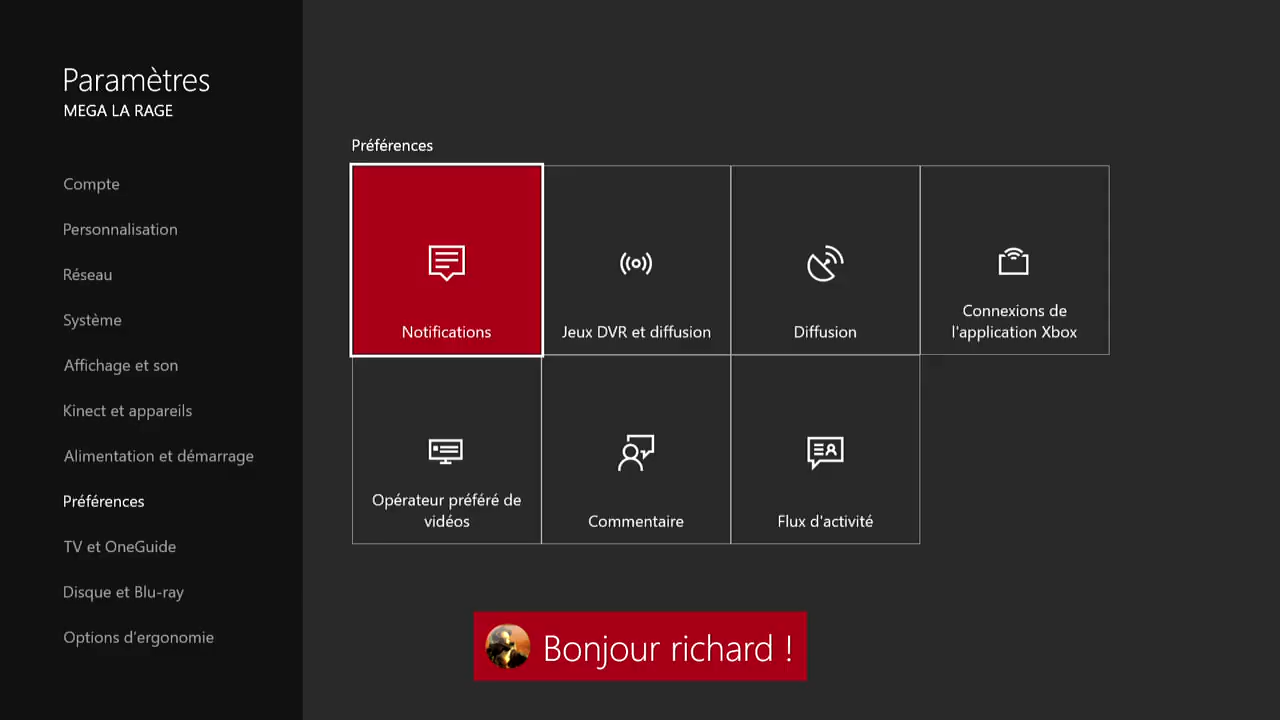 Paramètres
MEGA LA RAGE
Compte
Personnalisation
Réseau
Système
Affichage et son
Kinect et appareils
Alimentation et démarrage
Préférences
TV et OneGuide
Disque et Blu-ray
Options d'ergonomie
Préférences
Notifications
Jeux DVR et diffusion
Diffusion
Connexions de
l'application Xbox
Opérateur préféré de
vidéos
Commentaire
Flux d'activité
Bonjour richard !